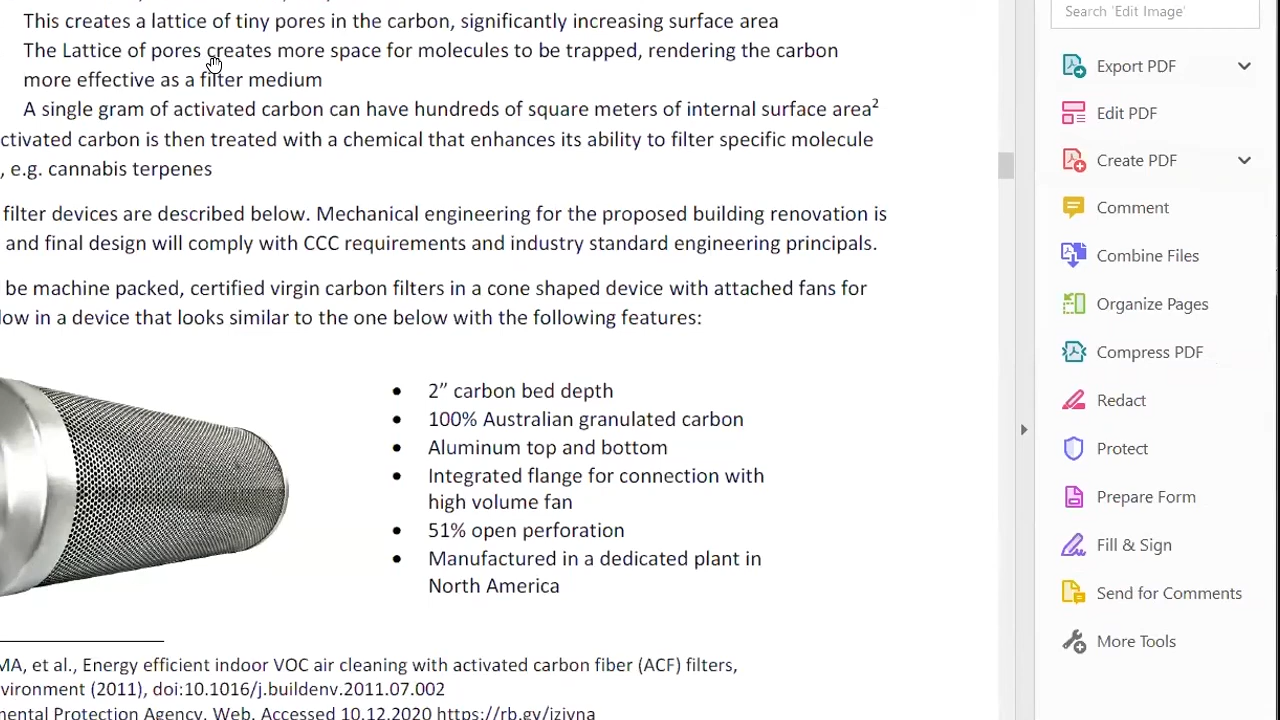 This creates a lattice of tiny pores in the carbon, significantly increasing surface area
The Lattice of pores creates more space for molecules to be trapped, rendering the carbon
more effective as a filter medium
A single gram of activated carbon can have hundreds of square meters of internal surface area²
ctivated carbon is then treated with a chemical that enhances its ability to filter specific molecule
, e.g. cannabis terpenes
filter devices are described below. Mechanical engineering for the proposed building renovation is
and final design will comply with CCC requirements and industry standard engineering principals.
be machine packed, certified virgin carbon filters in a cone shaped device with attached fans for
low in a device that looks similar to the one below with the following features:
• 2” carbon bed depth
• 100% Australian granulated carbon
• Aluminum top and bottom
• Integrated flange for connection with
high volume fan
• 51% open perforation
• Manufactured in a dedicated plant in
North America
MA, et al., Energy efficient indoor VOC air cleaning with activated carbon fiber (ACF) filters,
vironment (2011), doi:10.1016/j.buildenv.2011.07.002
mental Protection Agency. Web. Accessed 10.12.2020
Search 'Edit Image'
Export PDF
Edit PDF
Create PDF
Comment
Combine Files
Organize Pages
Compress PDF
Redact
Protect
Prepare Form
Fill & Sign
Send for Comments
More Tools